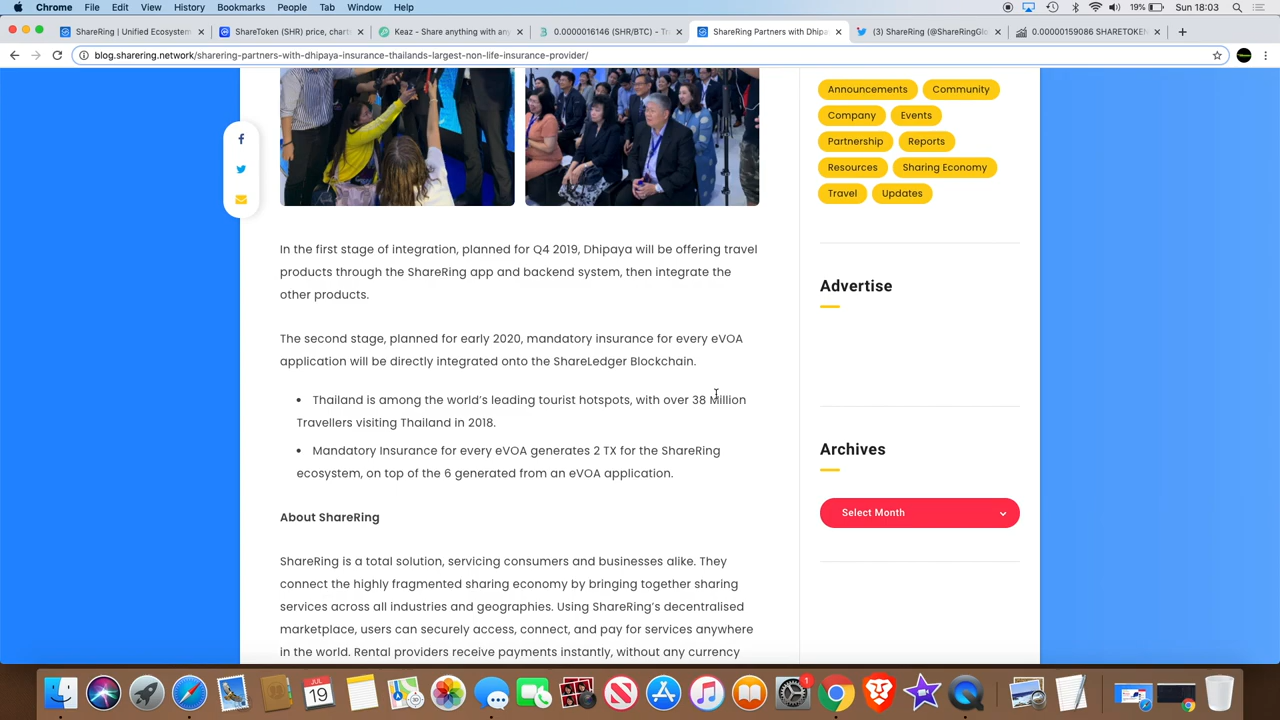 Chrome File Edit View History Bookmarks People Tab Window Help 19% Sun 18:03
ShareRing | Unified Ecosystem
ShareToken (SHR) price, chart
Keaz - Share anything with an
0.0000016146 (SHR/BTC) - Tr
ShareRing Partners with Dhipa
(3) ShareRing (@ShareRingGlo
0.00000159086 SHARETOKE
blog.sharering.network/sharering-partners-with-dhipaya-insurance-thailands-largest-non-life-insurance-provider/
In the first stage of integration, planned for Q4 2019, Dhipaya will be offering travel
products through the ShareRing app and backend system, then integrate the
other products.
The second stage, planned for early 2020, mandatory insurance for every eVOA
application will be directly integrated onto the ShareLedger Blockchain.
• Thailand is among the world's leading tourist hotspots, with over 38 Million
Travellers visiting Thailand in 2018.
• Mandatory Insurance for every eVOA generates 2 TX for the ShareRing
ecosystem, on top of the 6 generated from an eVOA application.
About ShareRing
ShareRing is a total solution, servicing consumers and businesses alike. They
connect the highly fragmented sharing economy by bringing together sharing
services across all industries and geographies. Using ShareRing's decentralised
marketplace, users can securely access, connect, and pay for services anywhere
in the world. Rental providers receive payments instantly, without any currency
Announcements Community
Company Events
Partnership Reports
Resources Sharing Economy
Travel Updates
Advertise
Archives
Select Month
JUL
19
1